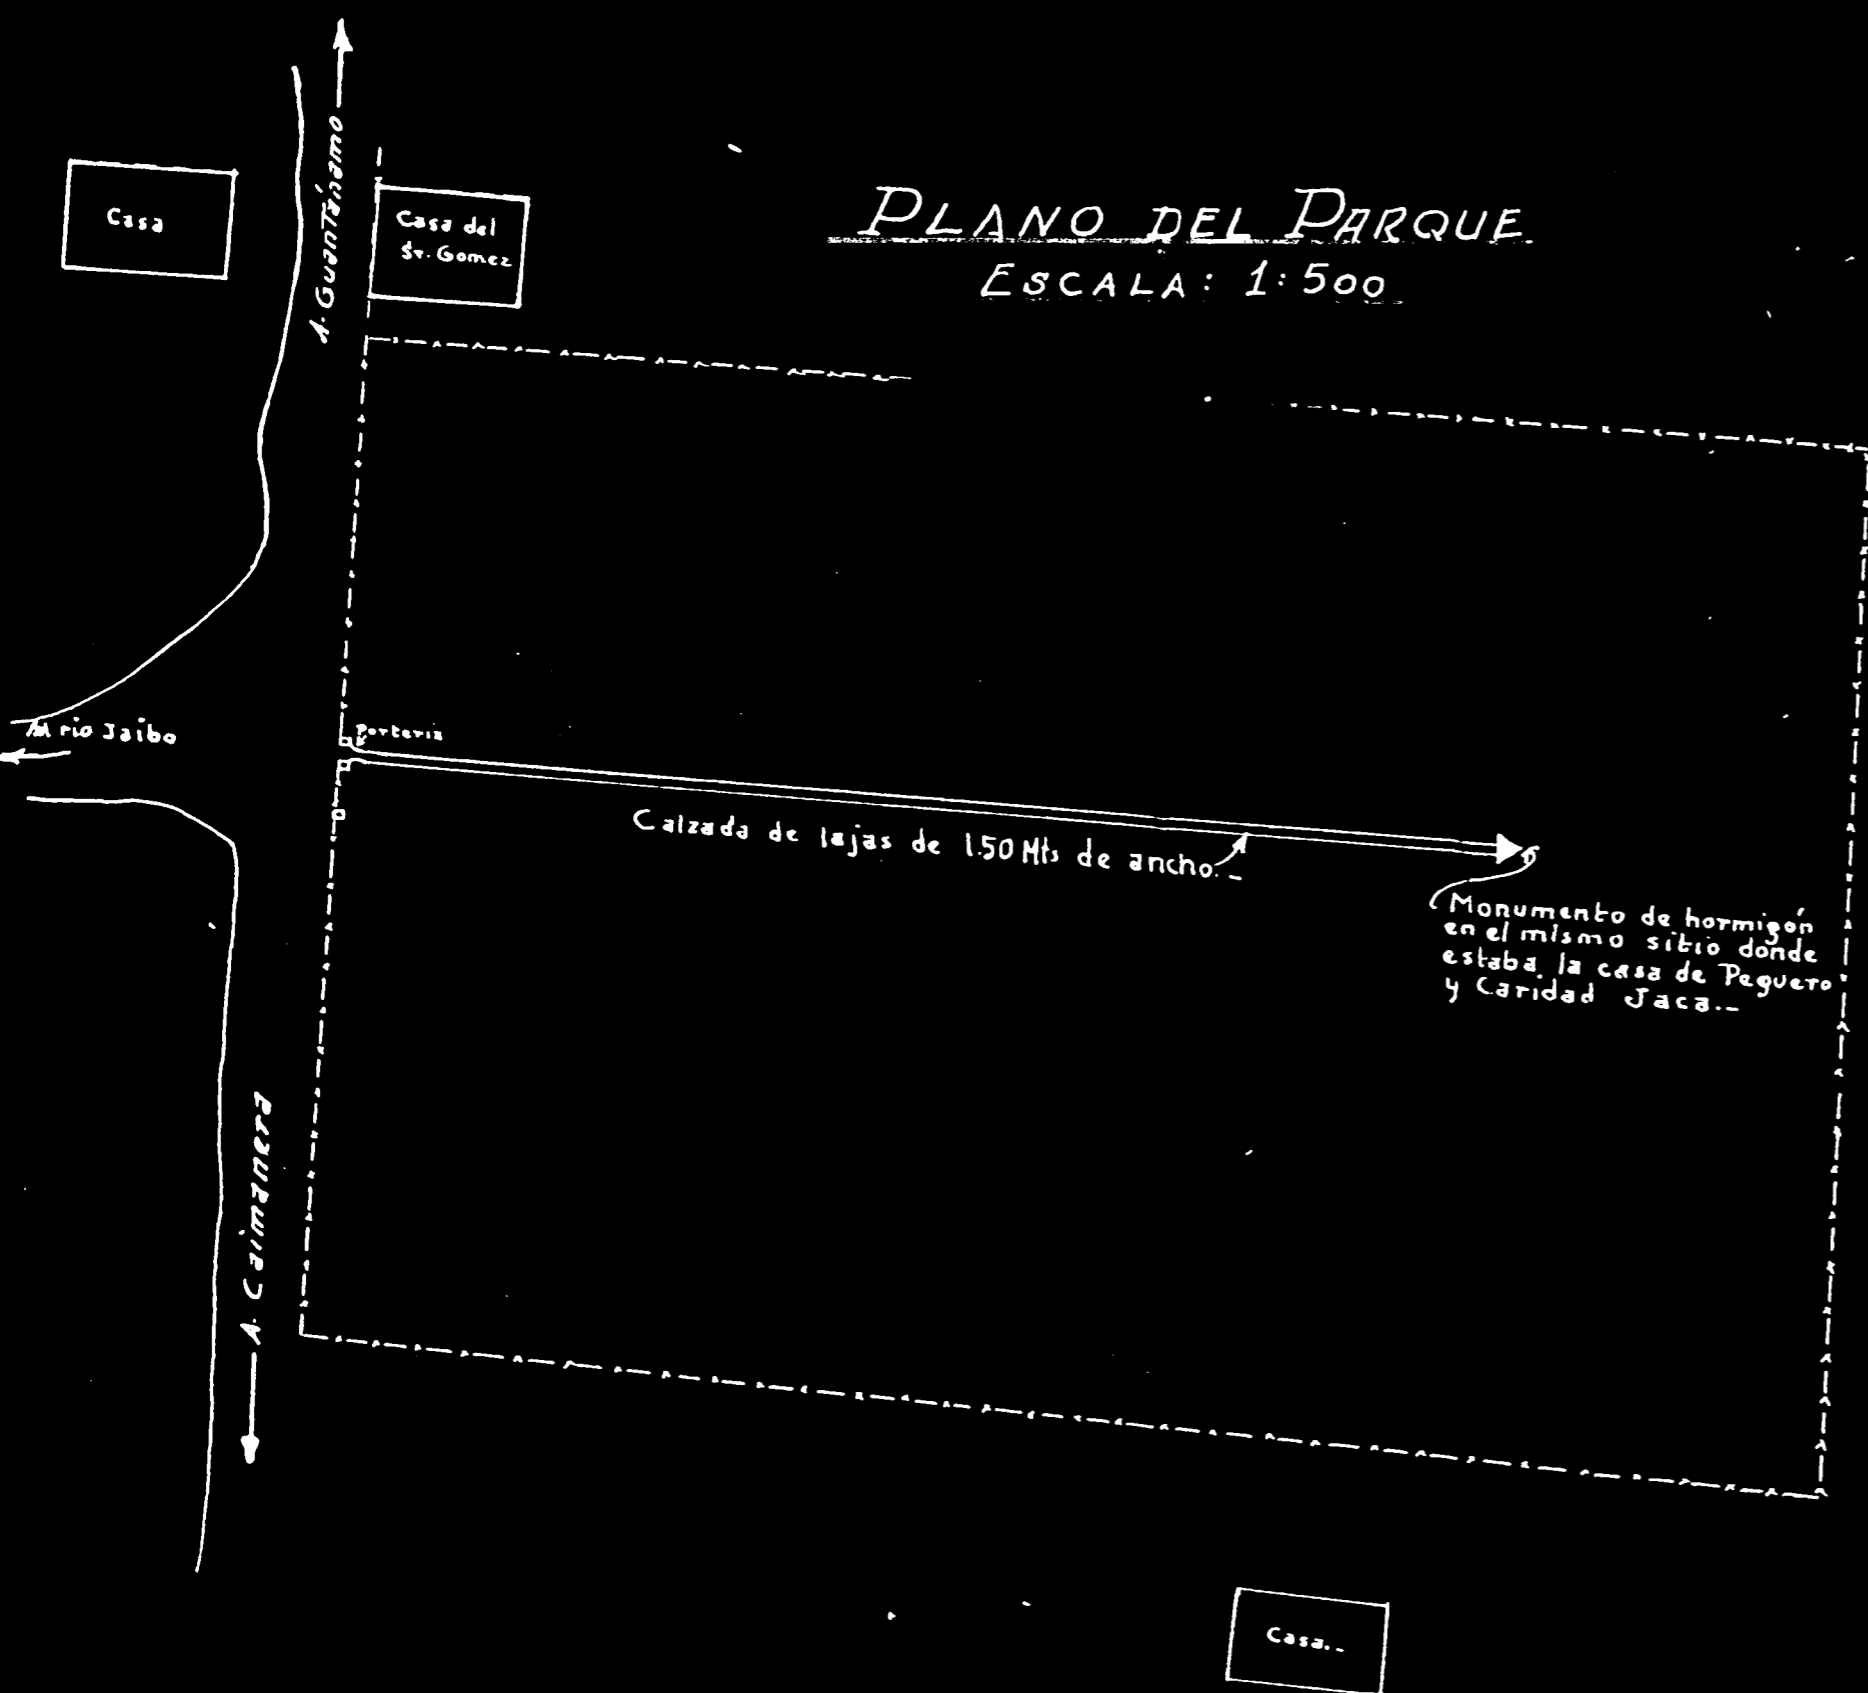 PLANO DEL PARQUE
ESCALA: 1:500
A. Guantánamo
Casa
Casa del
Sr. Gomez
Al rio Jaibo
Porteria
Calzada de lajas de 1.50 Mts de ancho.-
Monumento de hormigón
en el mismo sitio donde
estaba la casa de Peguero
y Caridad Jaca.-
A. Caimanera
Casa.-